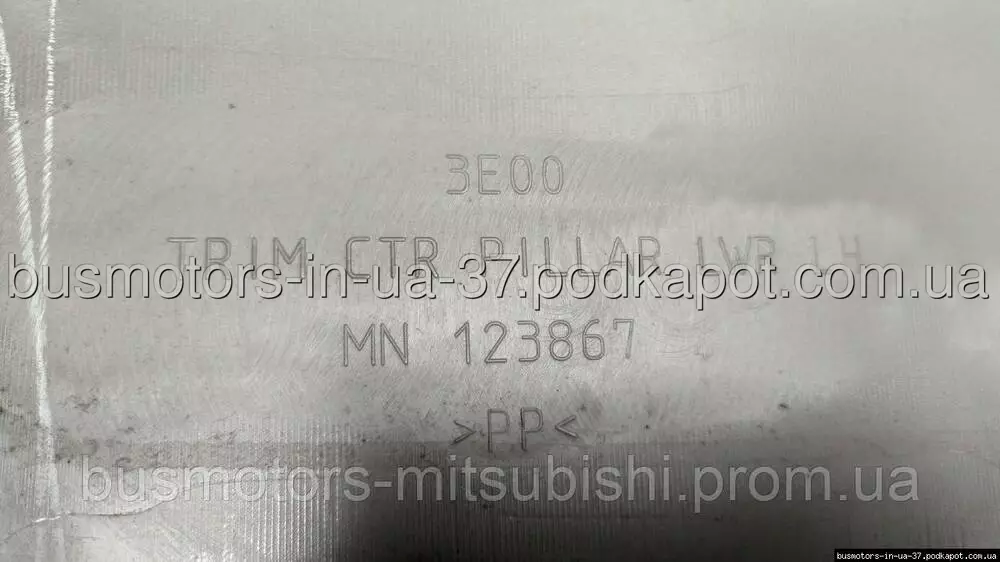 3E00
TRIM CTR PILLAR LWR LH
busmotors-in-ua-37.podkapot.com.ua
MN 123867
>PP<
busmotors-mitsubishi.prom.ua
busmotors-in-ua-37.podkapot.com.ua